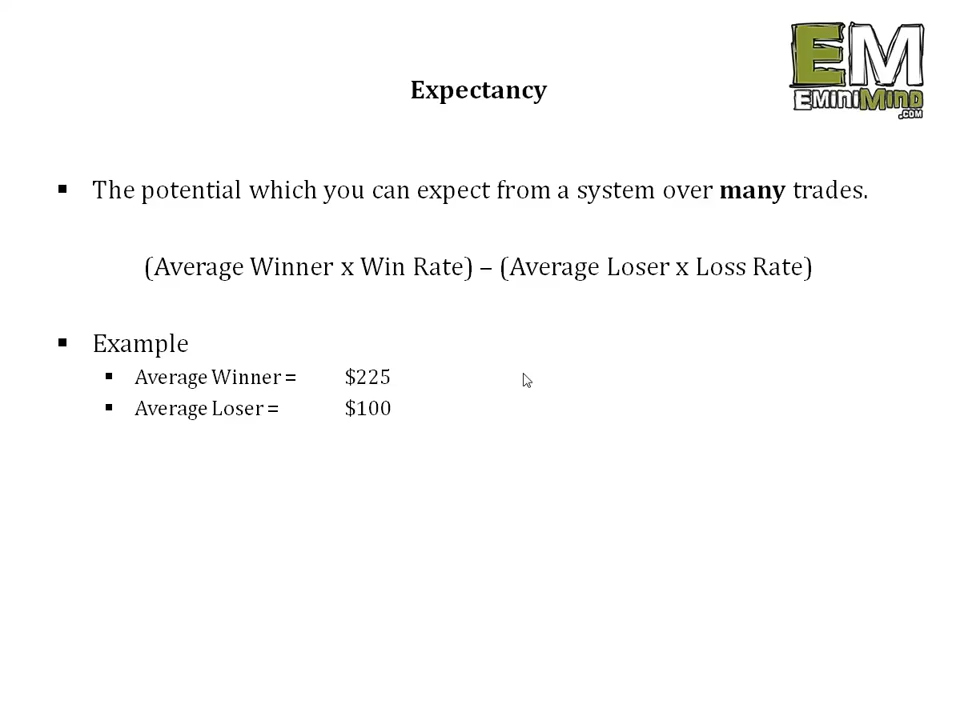 EM
EMiniMind
.com
Expectancy
▪ The potential which you can expect from a system over many trades.
(Average Winner x Win Rate) – (Average Loser x Loss Rate)
▪ Example
▪ Average Winner = $225
▪ Average Loser = $100